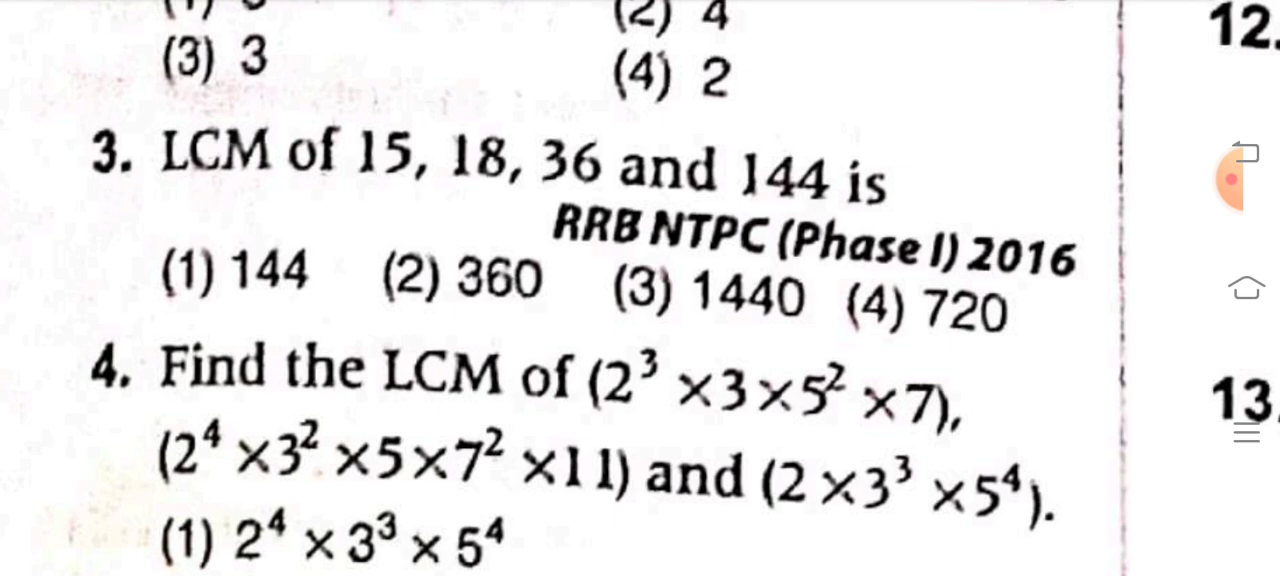 (2) 4
(3) 3 (4) 2
12.
3. LCM of 15, 18, 36 and 144 is
RRB NTPC (Phase I) 2016
(1) 144 (2) 360 (3) 1440 (4) 720
4. Find the LCM of (2³ ×3×5² ×7),
(2⁴ ×3² ×5×7² ×11) and (2×3³ ×5⁴).
(1) 2⁴ × 3³ × 5⁴
13.